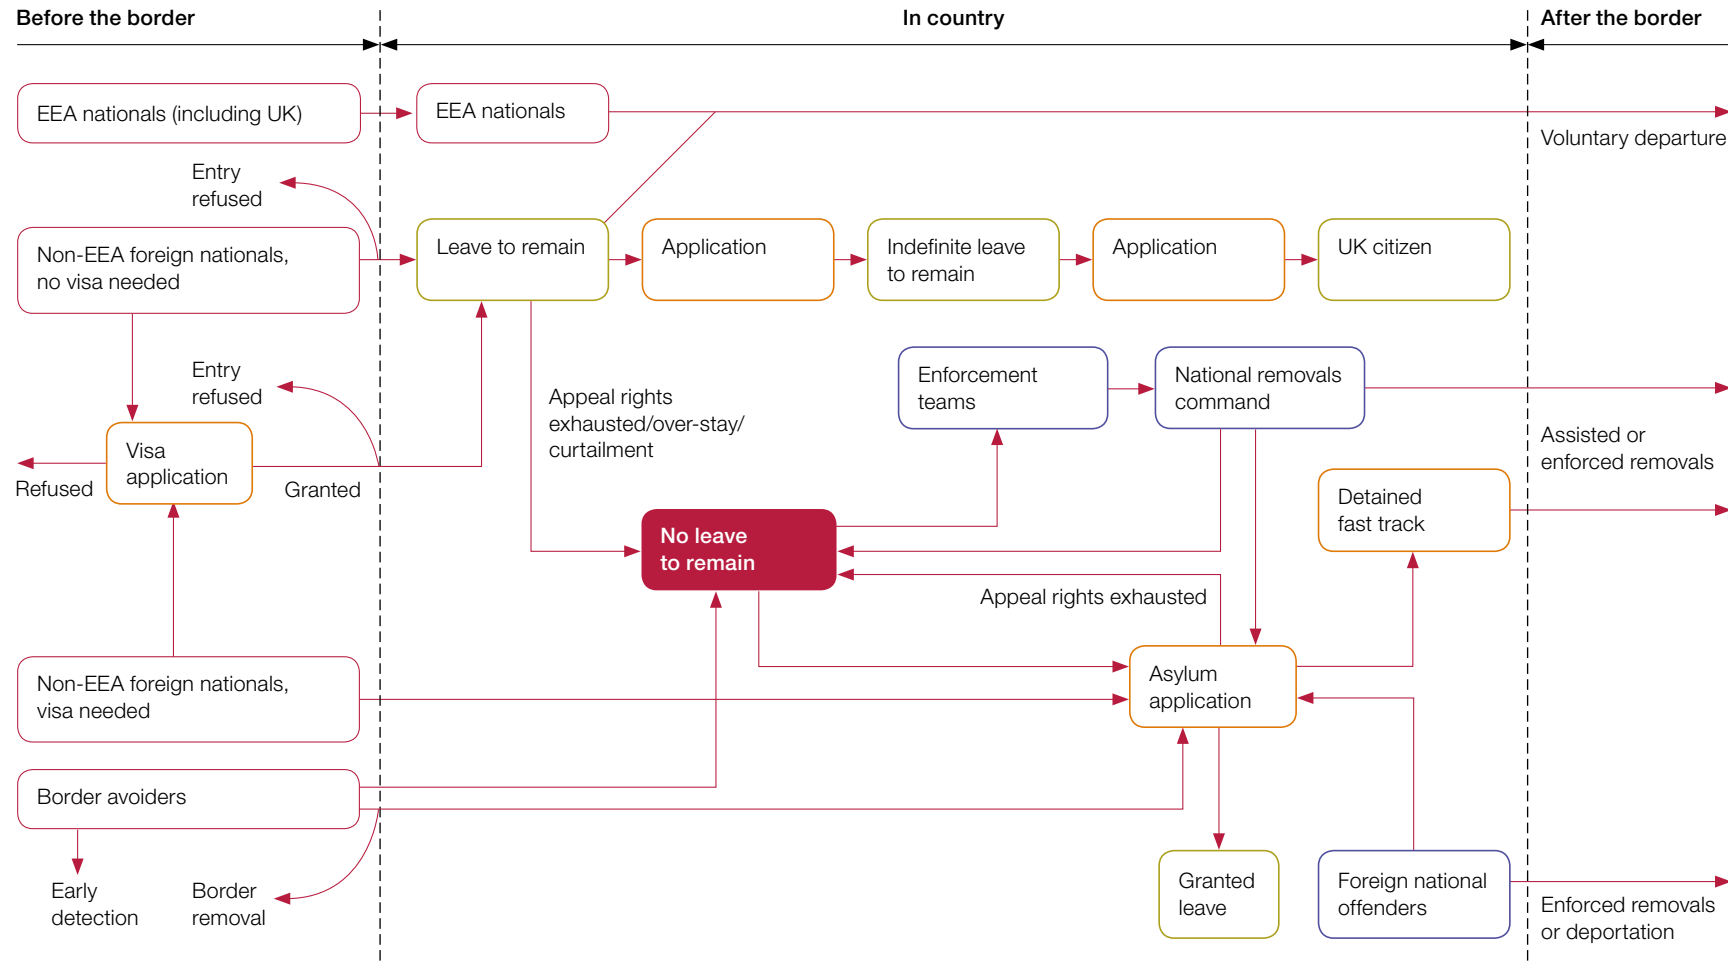 Before the border
In country
After the border
EEA nationals (including UK)
EEA nationals
Voluntary departure
Entry
refused
Non-EEA foreign nationals,
no visa needed
Leave to remain
Application
Indefinite leave
to remain
Application
UK citizen
Entry
refused
Appeal rights
exhausted/over-stay/
curtailment
Enforcement
teams
National removals
command
Assisted or
enforced removals
Visa
application
Refused
Granted
Detained
fast track
No leave
to remain
Appeal rights exhausted
Non-EEA foreign nationals,
visa needed
Asylum
application
Border avoiders
Early
detection
Border
removal
Granted
leave
Foreign national
offenders
Enforced removals
or deportation